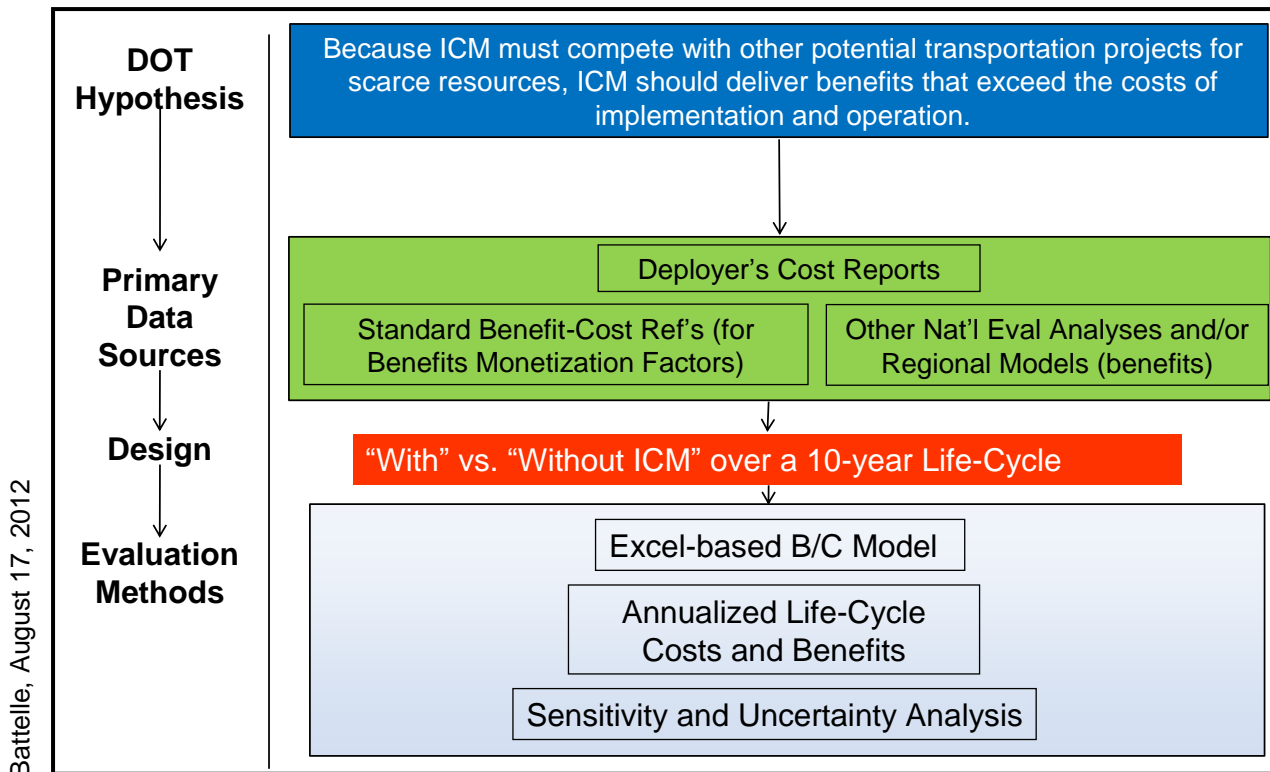 DOT
Hypothesis
Because ICM must compete with other potential transportation projects for
scarce resources, ICM should deliver benefits that exceed the costs of
implementation and operation.
Primary
Data
Sources
Deployer’s Cost Reports
Standard Benefit-Cost Ref’s (for
Benefits Monetization Factors)
Other Nat’l Eval Analyses and/or
Regional Models (benefits)
Design
“With” vs. “Without ICM” over a 10-year Life-Cycle
Evaluation
Methods
Excel-based B/C Model
Annualized Life-Cycle
Costs and Benefits
Sensitivity and Uncertainty Analysis
Battelle, August 17, 2012